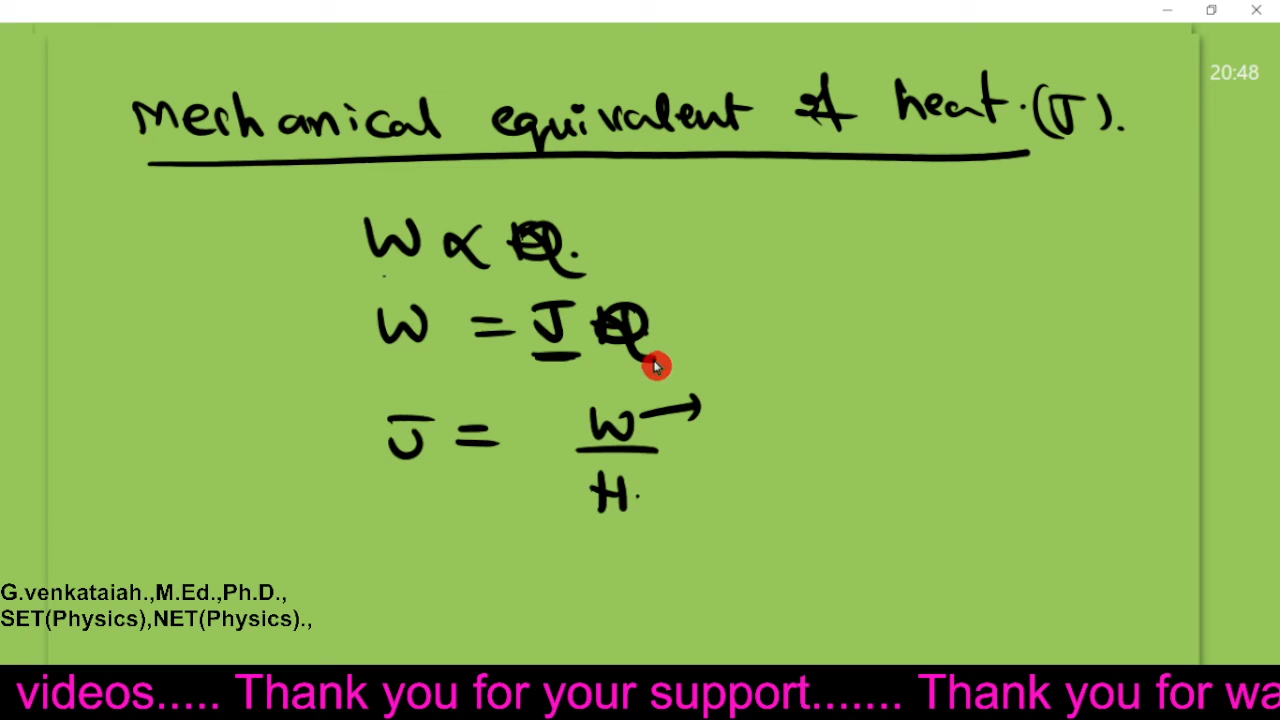 Mechanical equivalent of heat. (J).
20:48
W ∝ Q.
W = J Q
J = W →
H.
G.venkataiah.,M.Ed.,Ph.D.,
SET(Physics),NET(Physics).,
videos..... Thank you for your support....... Thank you for wa